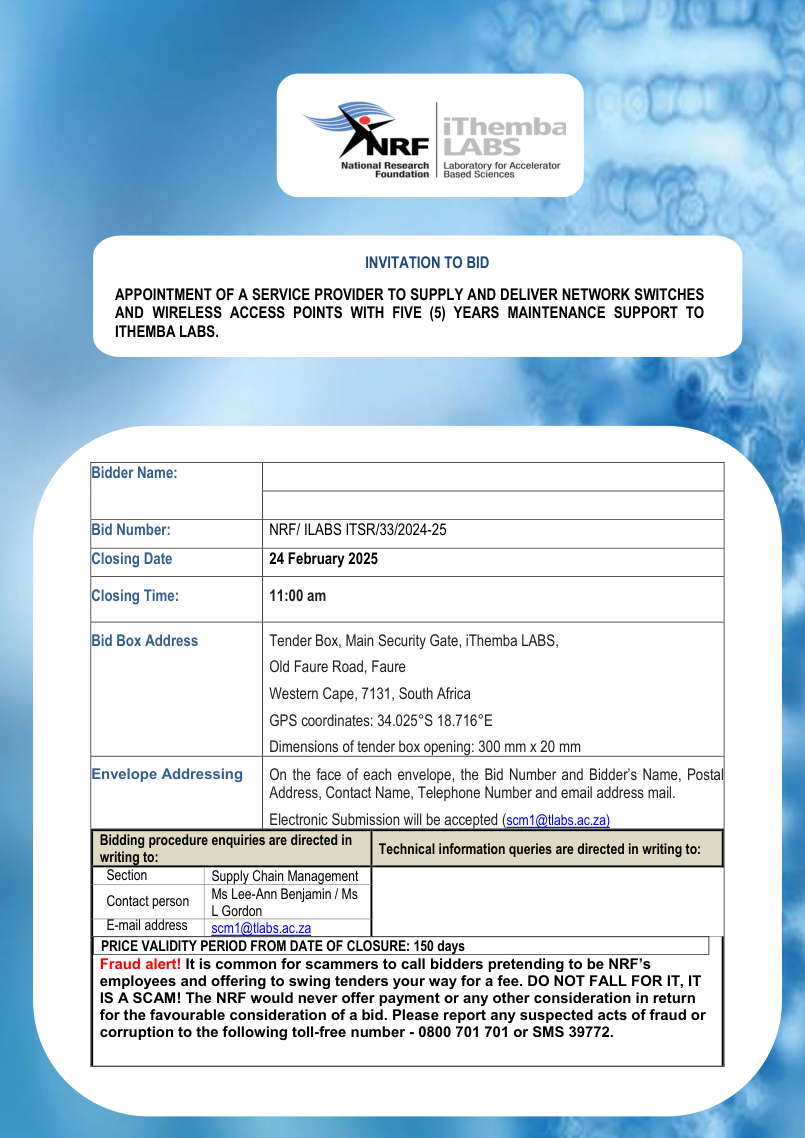 NRF
National Research
Foundation
iThemba
LABS
Laboratory for Accelerator
Based Sciences
INVITATION TO BID
APPOINTMENT OF A SERVICE PROVIDER TO SUPPLY AND DELIVER NETWORK SWITCHES
AND WIRELESS ACCESS POINTS WITH FIVE (5) YEARS MAINTENANCE SUPPORT TO
ITHEMBA LABS.
Bidder Name:
Bid Number:
NRF/ ILABS ITSR/33/2024-25
Closing Date
24 February 2025
Closing Time:
11:00 am
Bid Box Address
Tender Box, Main Security Gate, iThemba LABS,
Old Faure Road, Faure
Western Cape, 7131, South Africa
GPS coordinates: 34.025°S 18.716°E
Dimensions of tender box opening: 300 mm x 20 mm
Envelope Addressing
On the face of each envelope, the Bid Number and Bidder’s Name, Postal
Address, Contact Name, Telephone Number and email address mail.
Electronic Submission will be accepted (scm1@tlabs.ac.za)
Bidding procedure enquiries are directed in
writing to:
Technical information queries are directed in writing to:
Section
Supply Chain Management
Contact person
Ms Lee-Ann Benjamin / Ms
L Gordon
E-mail address
scm1@tlabs.ac.za
PRICE VALIDITY PERIOD FROM DATE OF CLOSURE: 150 days
Fraud alert! It is common for scammers to call bidders pretending to be NRF’s
employees and offering to swing tenders your way for a fee. DO NOT FALL FOR IT, IT
IS A SCAM! The NRF would never offer payment or any other consideration in return
for the favourable consideration of a bid. Please report any suspected acts of fraud or
corruption to the following toll-free number - 0800 701 701 or SMS 39772.